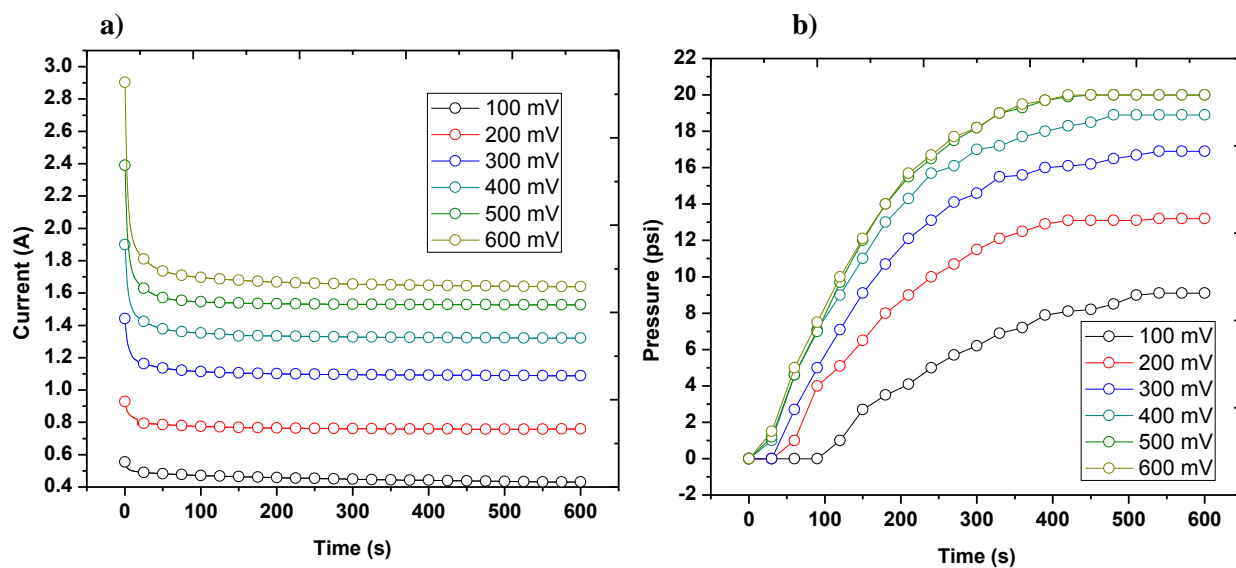 a)
3.0
2.8
2.6
2.4
2.2
2.0
1.8
1.6
1.4
1.2
1.0
0.8
0.6
0.4
Current (A)
100 mV
200 mV
300 mV
400 mV
500 mV
600 mV
0 100 200 300 400 500 600
Time (s)
b)
22
20
18
16
14
12
10
8
6
4
2
0
-2
Pressure (psi)
100 mV
200 mV
300 mV
400 mV
500 mV
600 mV
0 100 200 300 400 500 600
Time (s)